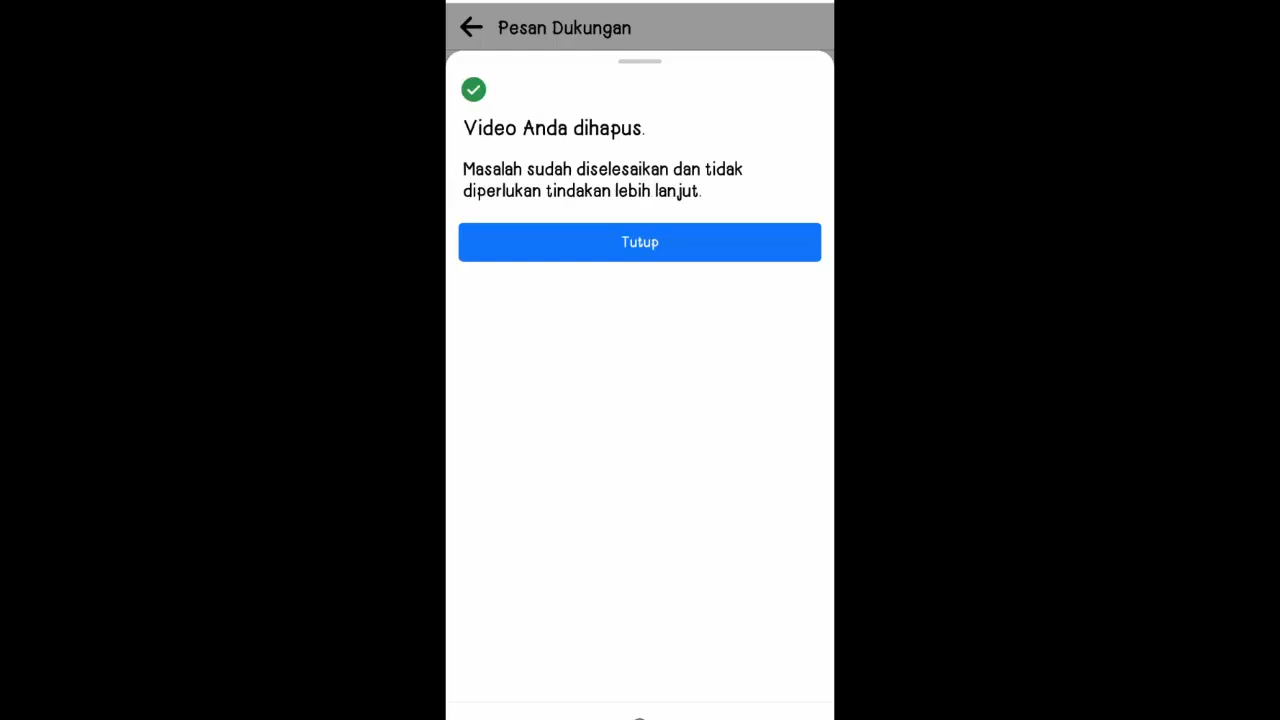 Pesan Dukungan
Video Anda dihapus.
Masalah sudah diselesaikan dan tidak
diperlukan tindakan lebih lanjut.
Tutup